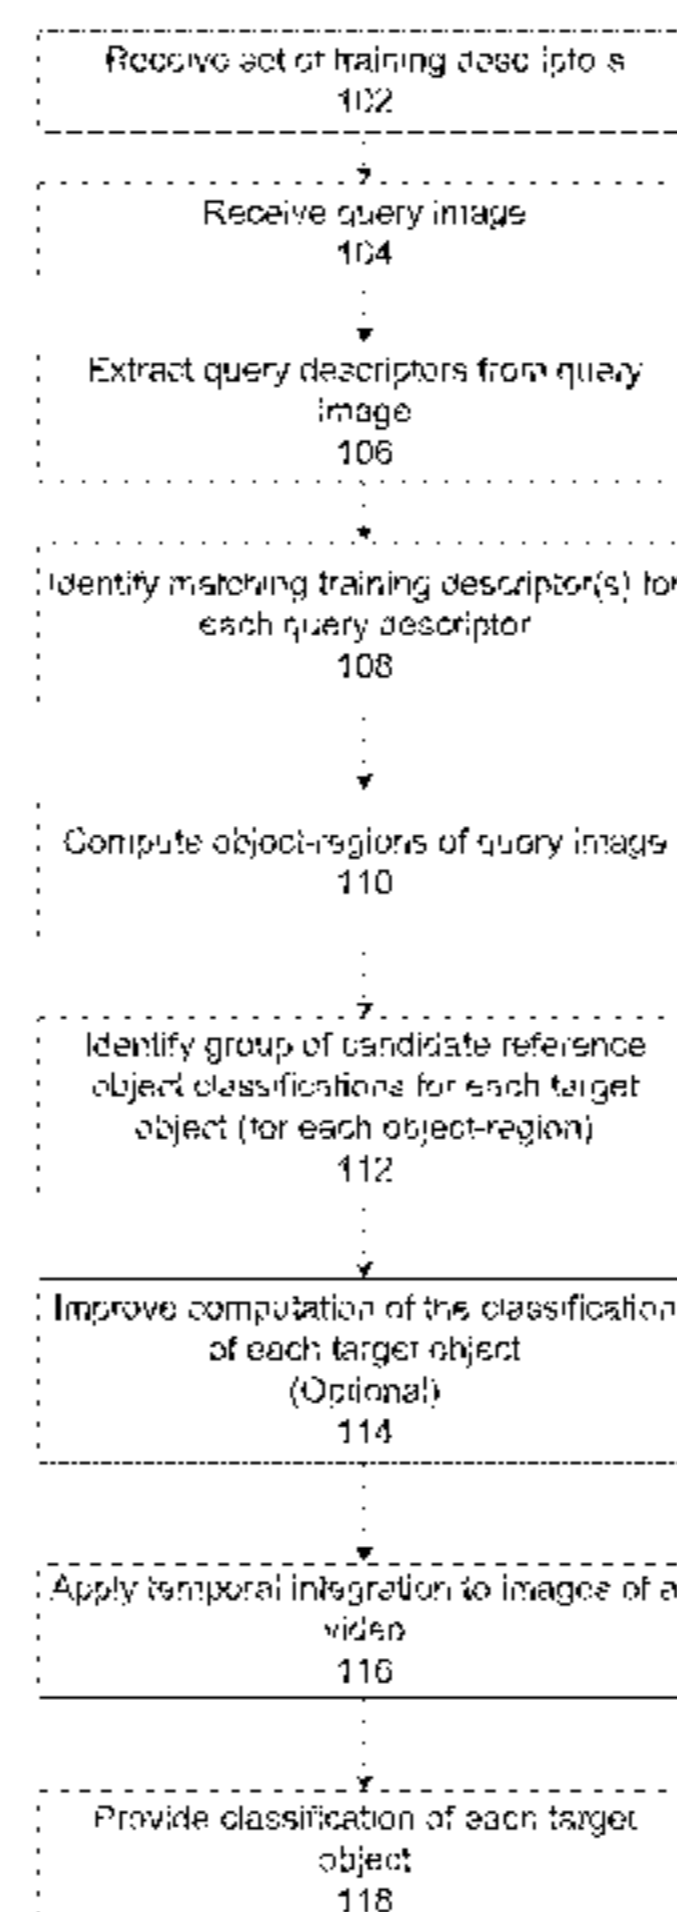 Receive set of training descriptors
102
Receive query image
104
Extract query descriptors from query
image
106
Identify matching training descriptor(s) for
each query descriptor
108
Compute object-regions of query image
110
Identify group of candidate reference
object classifications for each target
object (for each object-region)
112
Improve computation of the classification
of each target object
(Optional)
114
Apply temporal integration to images of a
video
116
Provide classification of each target
object
118